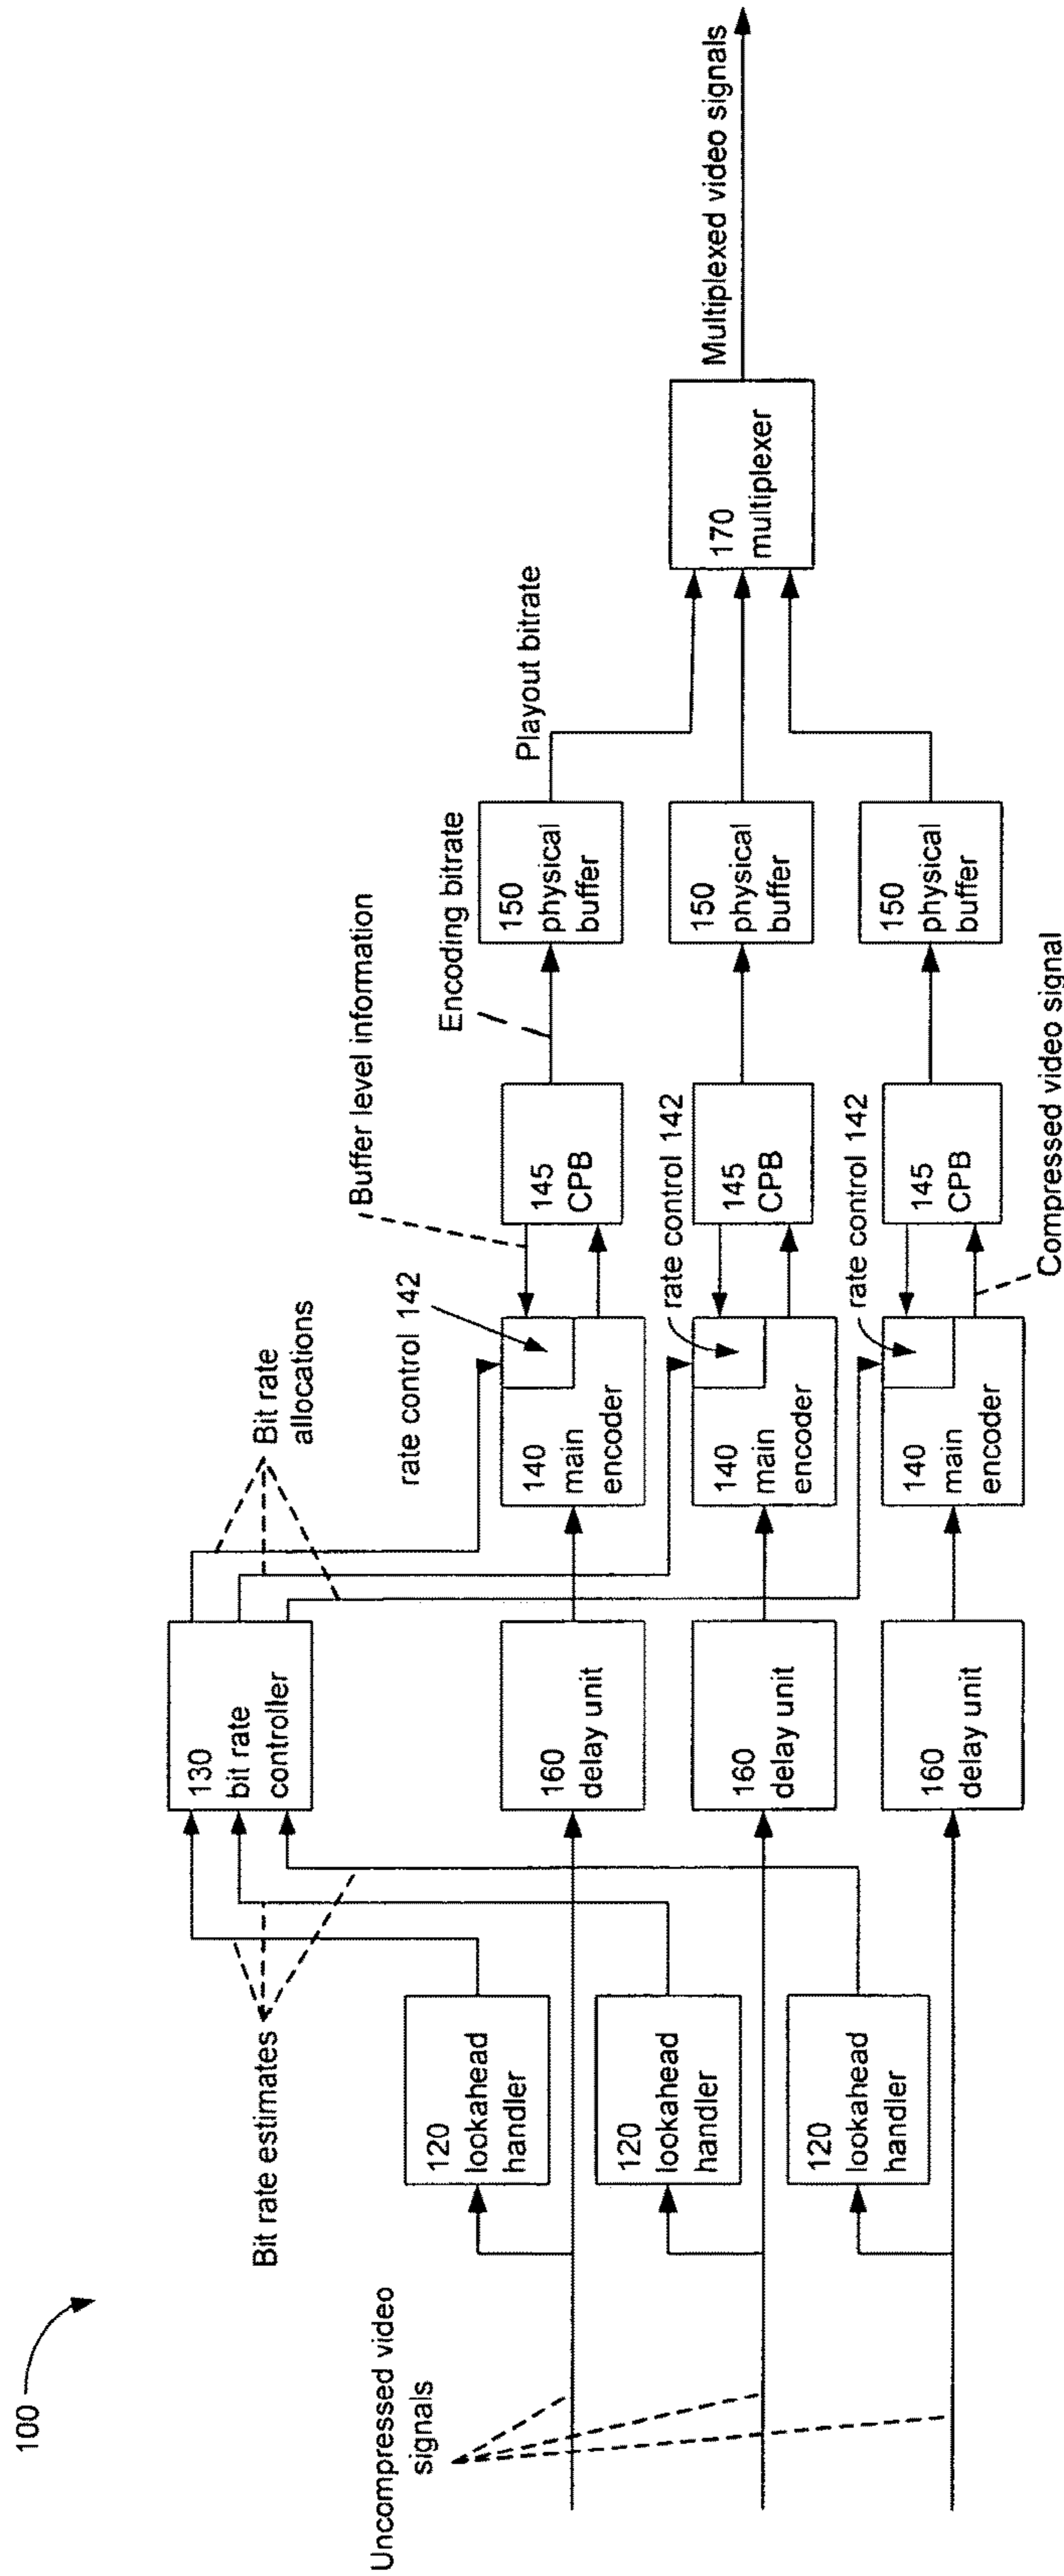 100
Uncompressed video
signals
Bit rate estimates
120
lookahead
handler
120
lookahead
handler
120
lookahead
handler
130
bit rate
controller
160
delay unit
160
delay unit
160
delay unit
Bit rate
allocations
rate control 142
140
main
encoder
rate control 142
140
main
encoder
rate control 142
140
main
encoder
Buffer level information
145
CPB
145
CPB
145
CPB
Compressed video signal
Encoding bitrate
150
physical
buffer
150
physical
buffer
150
physical
buffer
Playout bitrate
170
multiplexer
Multiplexed video signals